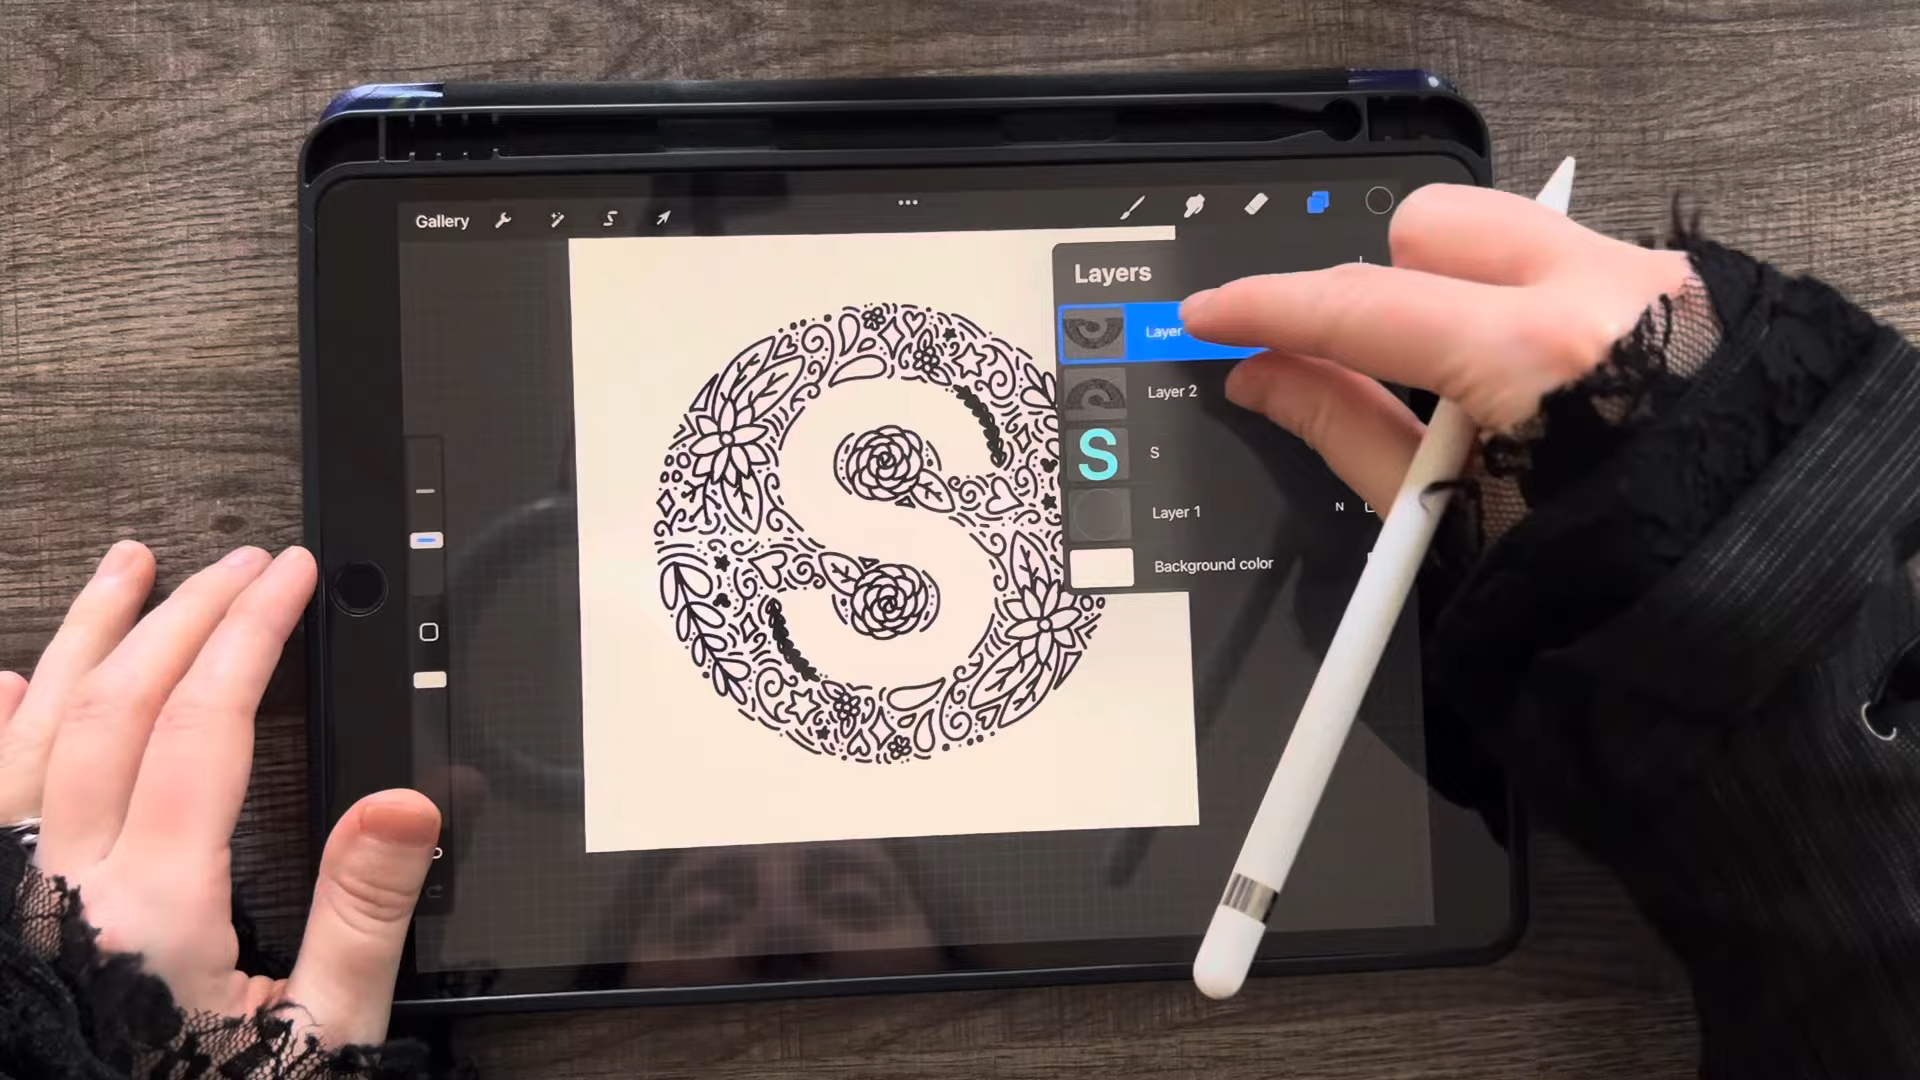 Gallery
Layers
Layer
Layer 2
S
S
Layer 1
N
Background color
S